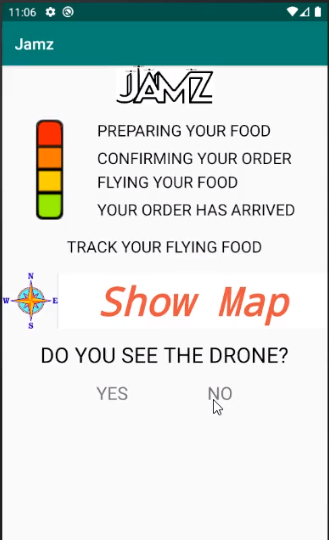 11:06
Jamz
JAMZ
PREPARING YOUR FOOD
CONFIRMING YOUR ORDER
FLYING YOUR FOOD
YOUR ORDER HAS ARRIVED
TRACK YOUR FLYING FOOD
N
W E
S
Show Map
DO YOU SEE THE DRONE?
YES NO